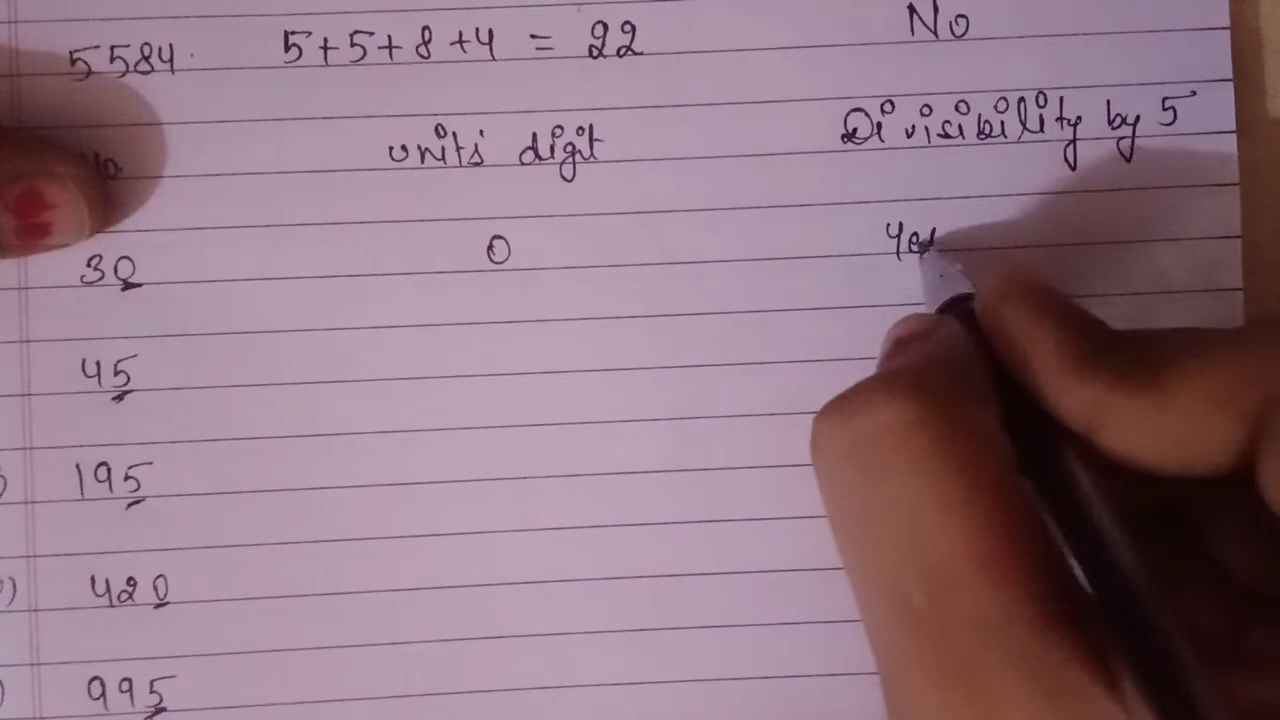 5584. 5+5+8+4 = 22 No
units digit Divisibility by 5
30 0 Yes
45
195
420
995